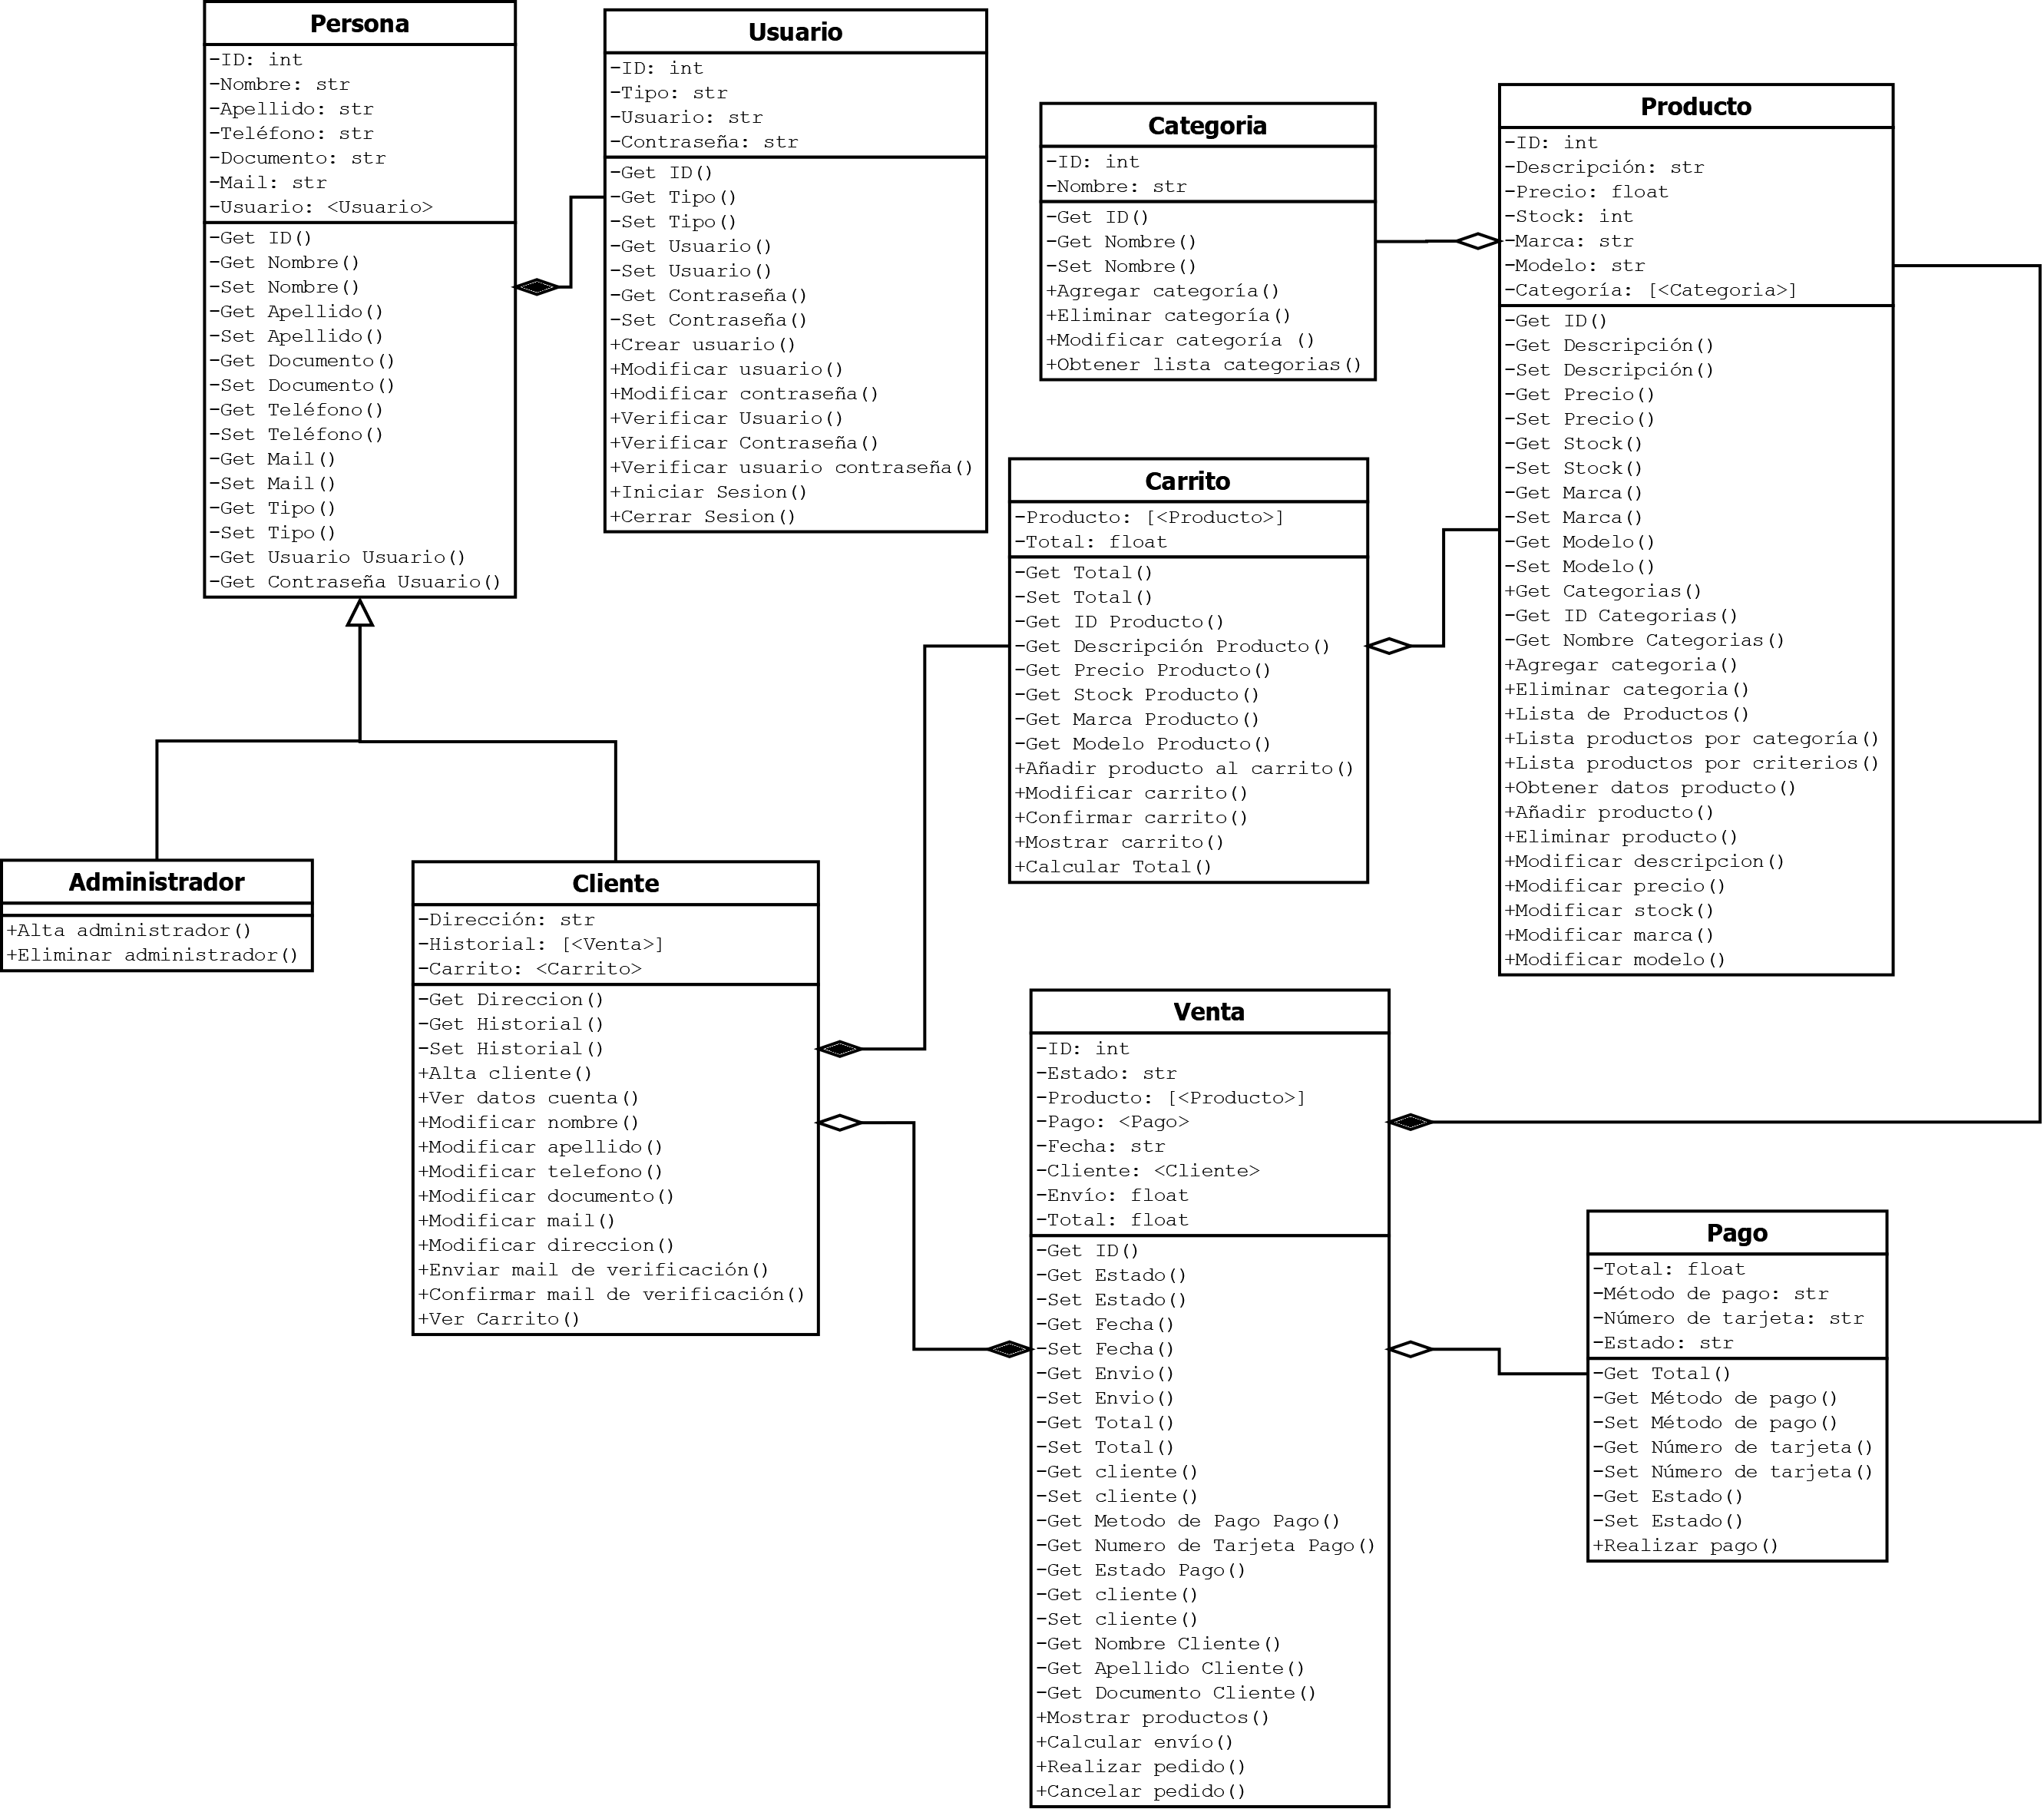 Persona
-ID: int
-Nombre: str
-Apellido: str
-Teléfono: str
-Documento: str
-Mail: str
-Usuario: <Usuario>
-Get ID()
-Get Nombre()
-Set Nombre()
-Get Apellido()
-Set Apellido()
-Get Documento()
-Set Documento()
-Get Teléfono()
-Set Teléfono()
-Get Mail()
-Set Mail()
-Get Tipo()
-Set Tipo()
-Get Usuario Usuario()
-Get Contraseña Usuario()
Usuario
-ID: int
-Tipo: str
-Usuario: str
-Contraseña: str
-Get ID()
-Get Tipo()
-Set Tipo()
-Get Usuario()
-Set Usuario()
-Get Contraseña()
-Set Contraseña()
+Crear usuario()
+Modificar usuario()
+Modificar contraseña()
+Verificar Usuario()
+Verificar Contraseña()
+Verificar usuario contraseña()
+Iniciar Sesion()
+Cerrar Sesion()
Categoria
-ID: int
-Nombre: str
-Get ID()
-Get Nombre()
-Set Nombre()
+Agregar categoría()
+Eliminar categoría()
+Modificar categoría ()
+Obtener lista categorias()
Producto
-ID: int
-Descripción: str
-Precio: float
-Stock: int
-Marca: str
-Modelo: str
-Categoría: [<Categoria>]
-Get ID()
-Get Descripción()
-Set Descripción()
-Get Precio()
-Set Precio()
-Get Stock()
-Set Stock()
-Get Marca()
-Set Marca()
-Get Modelo()
-Set Modelo()
+Get Categorias()
-Get ID Categorias()
-Get Nombre Categorias()
+Agregar categoria()
+Eliminar categoria()
+Lista de Productos()
+Lista productos por categoría()
+Lista productos por criterios()
+Obtener datos producto()
+Añadir producto()
+Eliminar producto()
+Modificar descripcion()
+Modificar precio()
+Modificar stock()
+Modificar marca()
+Modificar modelo()
Carrito
-Producto: [<Producto>]
-Total: float
-Get Total()
-Set Total()
-Get ID Producto()
-Get Descripción Producto()
-Get Precio Producto()
-Get Stock Producto()
-Get Marca Producto()
-Get Modelo Producto()
+Añadir producto al carrito()
+Modificar carrito()
+Confirmar carrito()
+Mostrar carrito()
+Calcular Total()
Administrador
+Alta administrador()
+Eliminar administrador()
Cliente
-Dirección: str
-Historial: [<Venta>]
-Carrito: <Carrito>
-Get Direccion()
-Get Historial()
-Set Historial()
+Alta cliente()
+Ver datos cuenta()
+Modificar nombre()
+Modificar apellido()
+Modificar telefono()
+Modificar documento()
+Modificar mail()
+Modificar direccion()
+Enviar mail de verificación()
+Confirmar mail de verificación()
+Ver Carrito()
Venta
-ID: int
-Estado: str
-Producto: [<Producto>]
-Pago: <Pago>
-Fecha: str
-Cliente: <Cliente>
-Envío: float
-Total: float
-Get ID()
-Get Estado()
-Set Estado()
-Get Fecha()
-Set Fecha()
-Get Envio()
-Set Envio()
-Get Total()
-Set Total()
-Get cliente()
-Set cliente()
-Get Metodo de Pago Pago()
-Get Numero de Tarjeta Pago()
-Get Estado Pago()
-Get cliente()
-Set cliente()
-Get Nombre Cliente()
-Get Apellido Cliente()
-Get Documento Cliente()
+Mostrar productos()
+Calcular envío()
+Realizar pedido()
+Cancelar pedido()
Pago
-Total: float
-Método de pago: str
-Número de tarjeta: str
-Estado: str
-Get Total()
-Get Método de pago()
-Set Método de pago()
-Get Número de tarjeta()
-Set Número de tarjeta()
-Get Estado()
-Set Estado()
+Realizar pago()